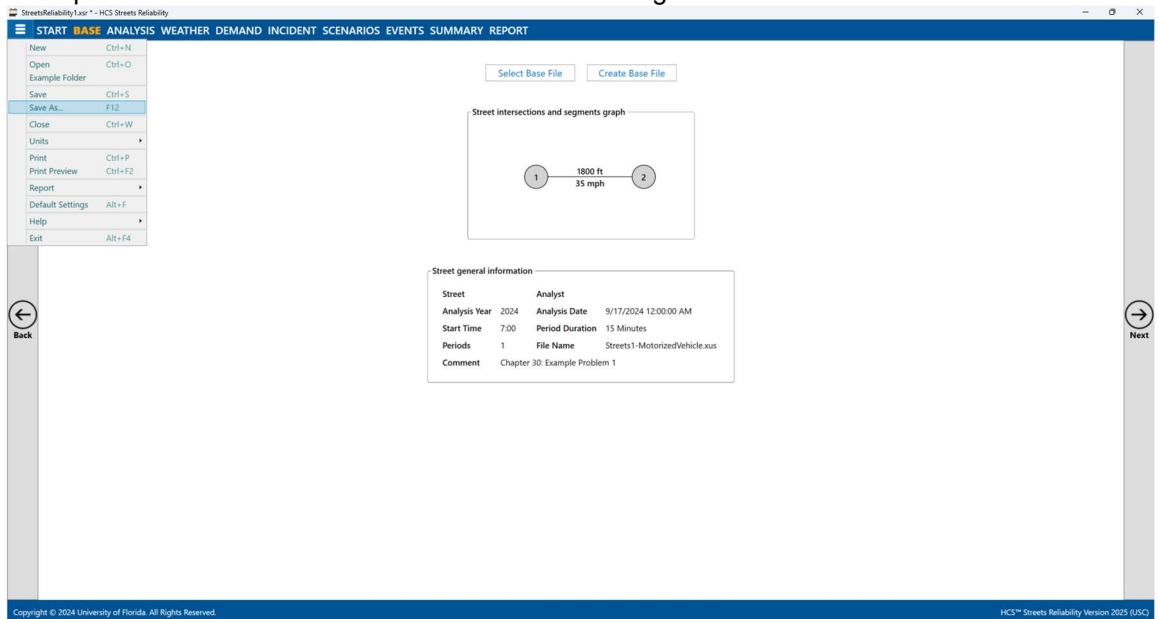 StreetsReliability1.xsr * - HCS Streets Reliability
START BASE ANALYSIS WEATHER DEMAND INCIDENT SCENARIOS EVENTS SUMMARY REPORT
New Ctrl+N
Open Ctrl+O
Example Folder
Save Ctrl+S
Save As... F12
Close Ctrl+W
Units
Print Ctrl+P
Print Preview Ctrl+F2
Report
Default Settings Alt+F
Help
Exit Alt+F4
Select Base File Create Base File
Street intersections and segments graph
1 1800 ft 2
35 mph
Street general information
Street Analyst
Analysis Year 2024 Analysis Date 9/17/2024 12:00:00 AM
Start Time 7:00 Period Duration 15 Minutes
Periods 1 File Name Streets1-MotorizedVehicle.xus
Comment Chapter 30: Example Problem 1
Back
Next
Copyright © 2024 University of Florida. All Rights Reserved. HCS™ Streets Reliability Version 2025 (USC)